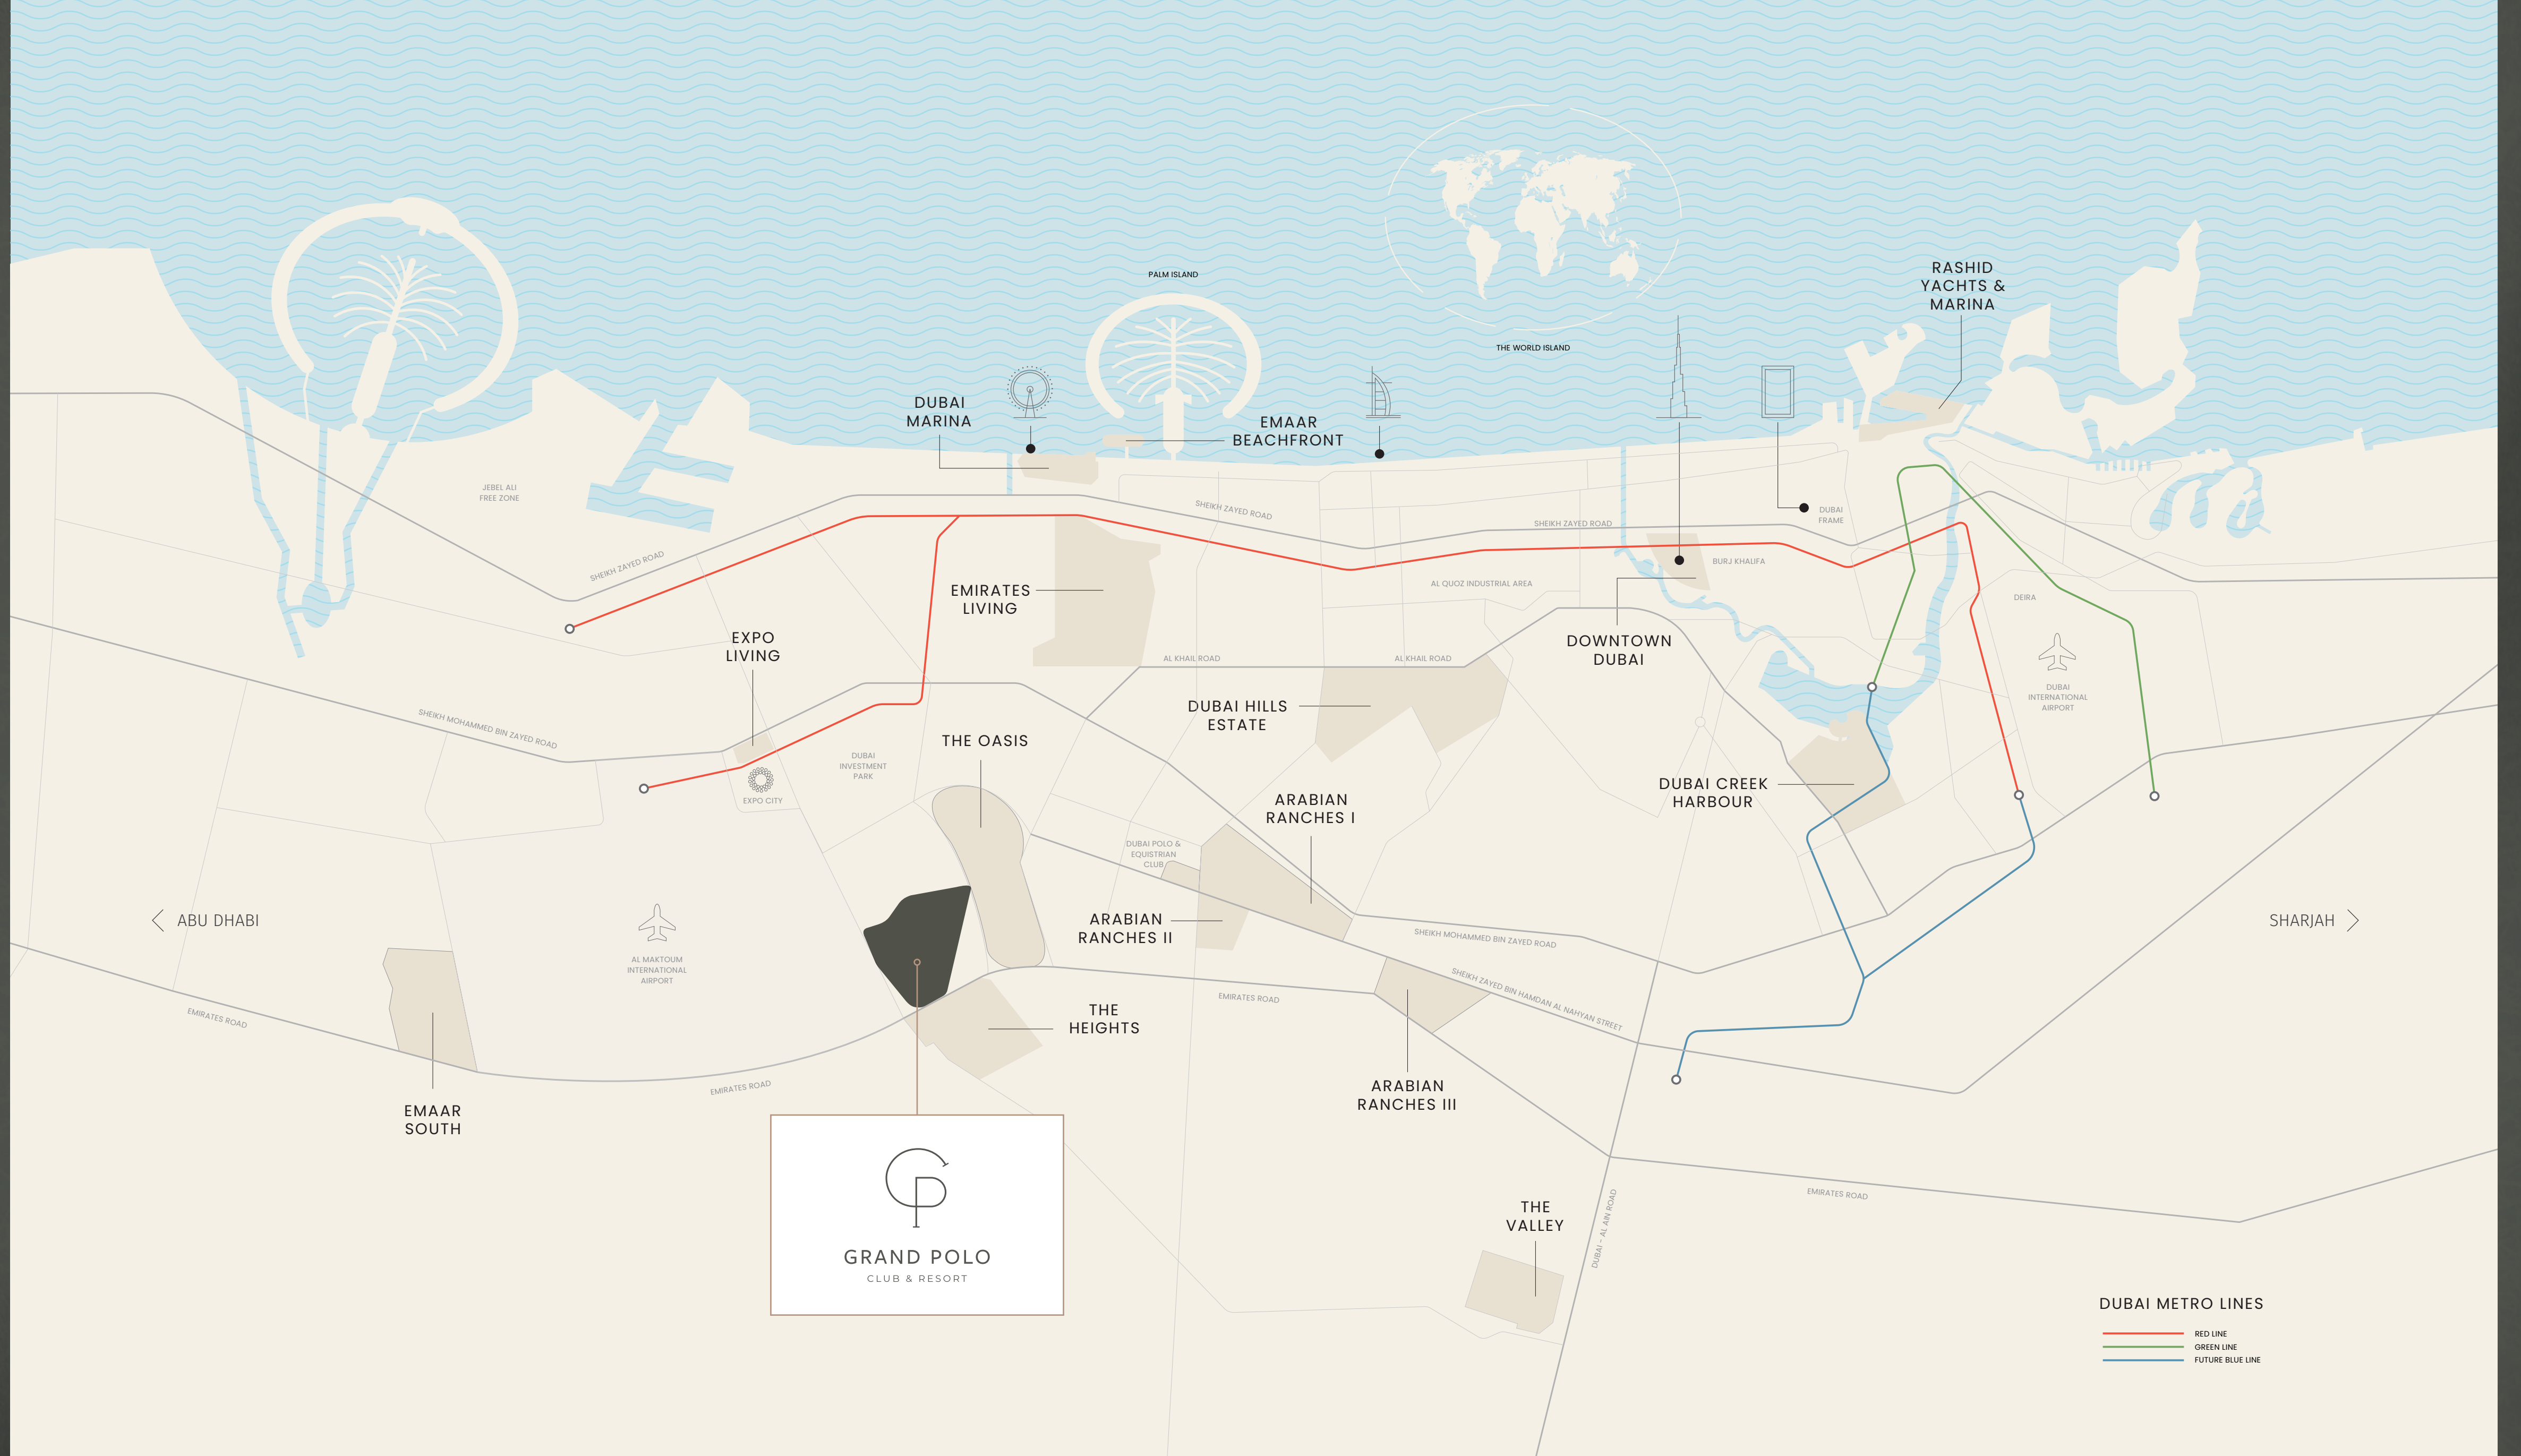 PALM ISLAND
THE WORLD ISLAND
RASHID
YACHTS &
MARINA
DUBAI
MARINA
EMAAR
BEACHFRONT
JEBEL ALI
FREE ZONE
SHEIKH ZAYED ROAD
SHEIKH ZAYED ROAD
SHEIKH ZAYED ROAD
DUBAI
FRAME
BURJ KHALIFA
AL QUOZ INDUSTRIAL AREA
EMIRATES
LIVING
DEIRA
EXPO
LIVING
AL KHAIL ROAD
AL KHAIL ROAD
DOWNTOWN
DUBAI
DUBAI
INTERNATIONAL
AIRPORT
SHEIKH MOHAMMED BIN ZAYED ROAD
DUBAI HILLS
ESTATE
THE OASIS
DUBAI
INVESTMENT
PARK
EXPO CITY
DUBAI CREEK
HARBOUR
ARABIAN
RANCHES I
DUBAI POLO &
EQUISTRIAN
CLUB
ABU DHABI
SHARJAH
ARABIAN
RANCHES II
SHEIKH MOHAMMED BIN ZAYED ROAD
AL MAKTOUM
INTERNATIONAL
AIRPORT
SHEIKH ZAYED BIN HAMDAN AL NAHYAN STREET
EMIRATES ROAD
EMIRATES ROAD
THE
HEIGHTS
EMIRATES ROAD
ARABIAN
RANCHES III
EMAAR
SOUTH
GRAND POLO
CLUB & RESORT
THE
VALLEY
DUBAI - AL AIN ROAD
EMIRATES ROAD
DUBAI METRO LINES
RED LINE
GREEN LINE
FUTURE BLUE LINE